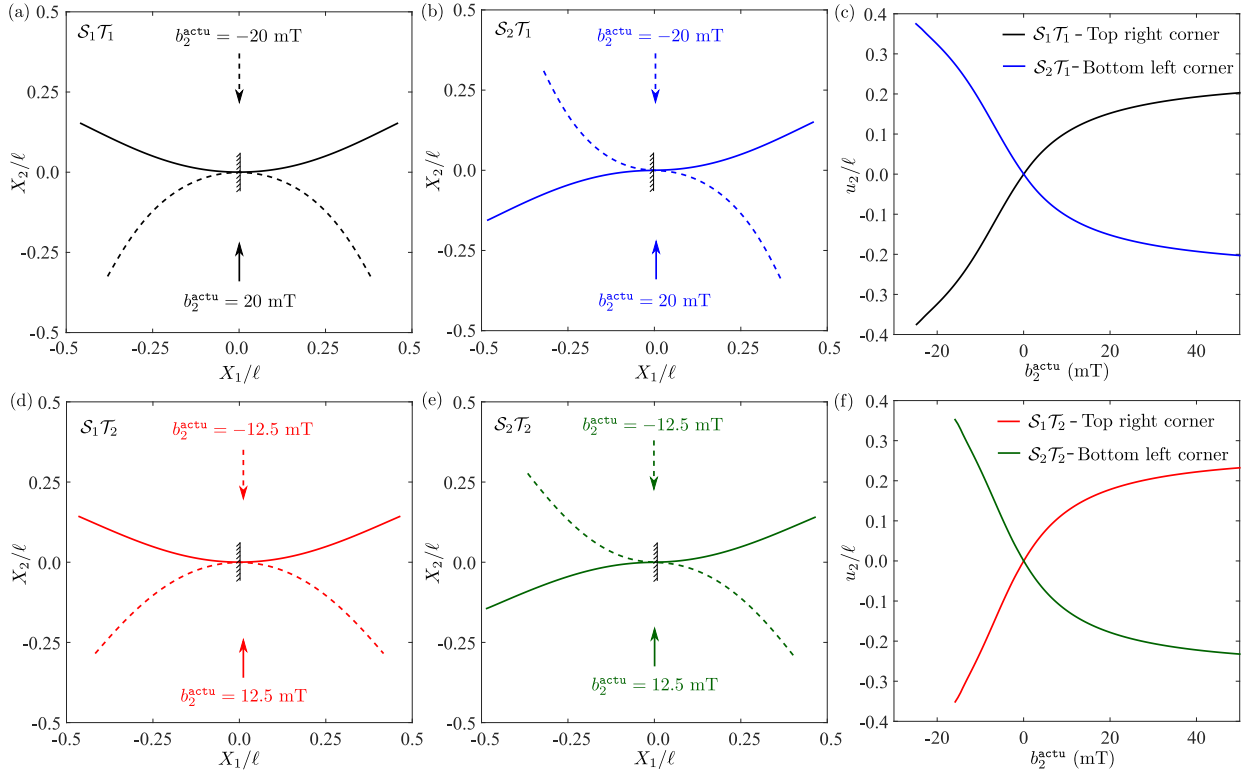 (a)
𝒮₁𝒯₁
b₂ᵃᶜᵗᵘ = −20 mT
b₂ᵃᶜᵗᵘ = 20 mT
0.5
0.25
0.0
-0.25
-0.5
X₂/ℓ
-0.5 -0.25 0.0 0.25 0.5
X₁/ℓ
(b)
𝒮₂𝒯₁
b₂ᵃᶜᵗᵘ = −20 mT
b₂ᵃᶜᵗᵘ = 20 mT
0.5
0.25
0.0
-0.25
-0.5
X₂/ℓ
-0.5 -0.25 0.0 0.25 0.5
X₁/ℓ
(c)
𝒮₁𝒯₁ - Top right corner
𝒮₂𝒯₁- Bottom left corner
0.4
0.3
0.2
0.1
0.0
-0.1
-0.2
-0.3
-0.4
u₂/ℓ
-20 0 20 40
b₂ᵃᶜᵗᵘ (mT)
(d)
𝒮₁𝒯₂
b₂ᵃᶜᵗᵘ = −12.5 mT
b₂ᵃᶜᵗᵘ = 12.5 mT
0.5
0.25
0.0
-0.25
-0.5
X₂/ℓ
-0.5 -0.25 0.0 0.25 0.5
X₁/ℓ
(e)
𝒮₂𝒯₂
b₂ᵃᶜᵗᵘ = −12.5 mT
b₂ᵃᶜᵗᵘ = 12.5 mT
0.5
0.25
0.0
-0.25
-0.5
X₂/ℓ
-0.5 -0.25 0.0 0.25 0.5
X₁/ℓ
(f)
𝒮₁𝒯₂ - Top right corner
𝒮₂𝒯₂- Bottom left corner
0.4
0.3
0.2
0.1
0.0
-0.1
-0.2
-0.3
-0.4
u₂/ℓ
-20 0 20 40
b₂ᵃᶜᵗᵘ (mT)